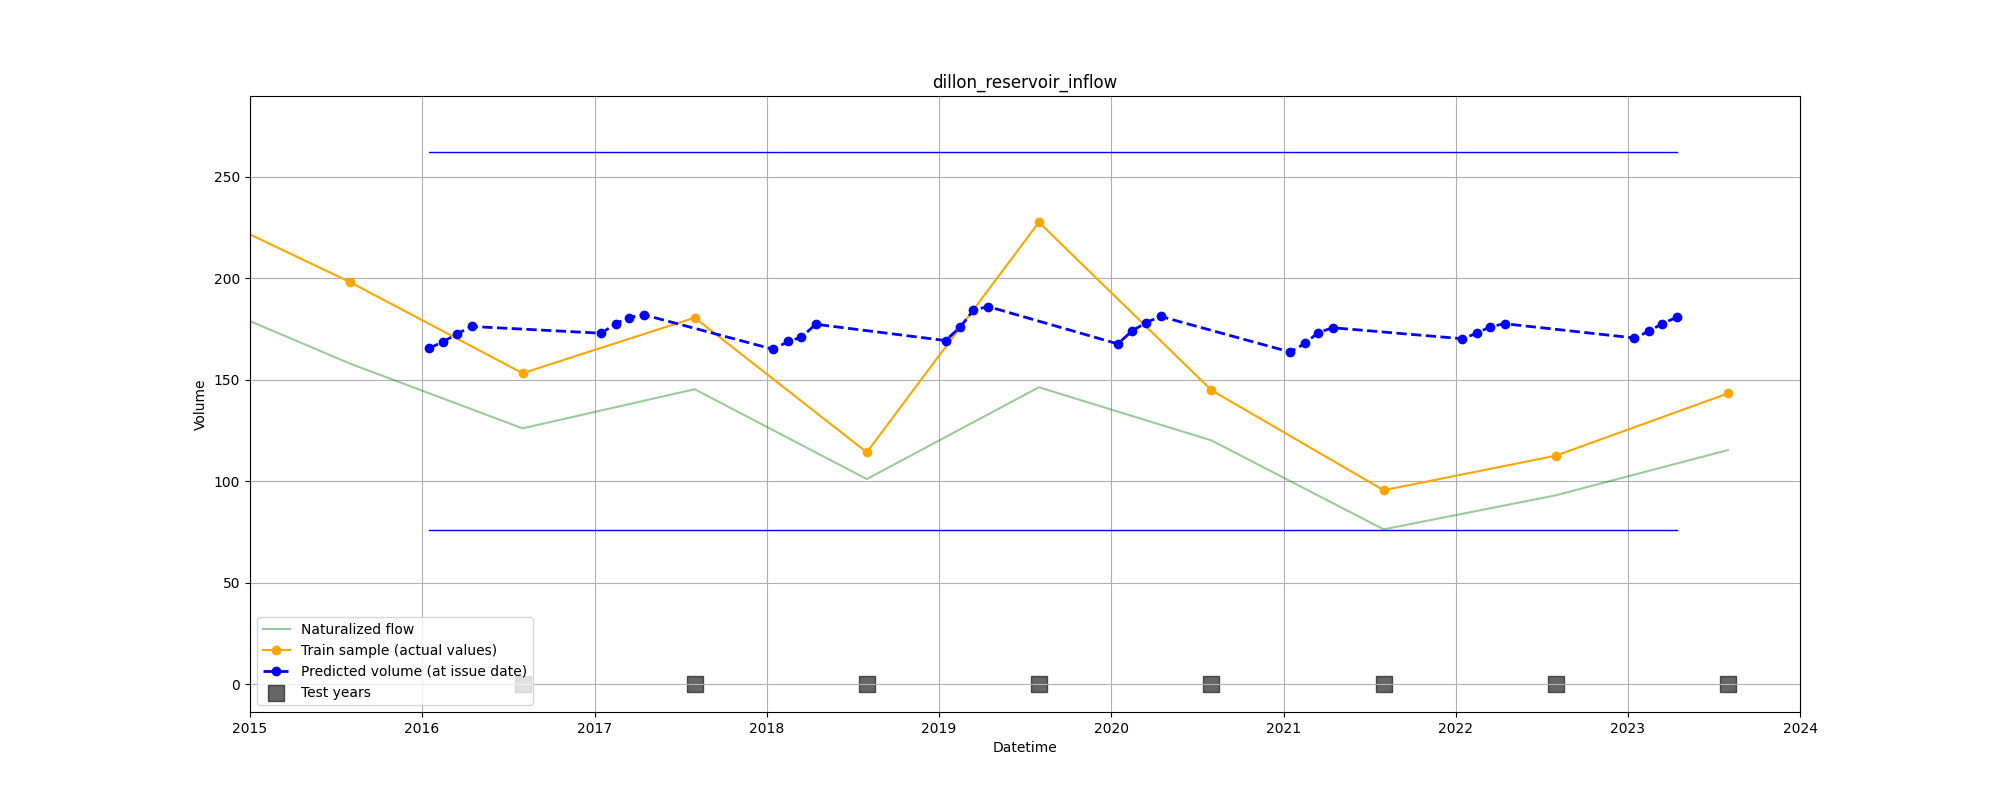 dillon_reservoir_inflow
Volume
250
200
150
100
50
0
Naturalized flow
Train sample (actual values)
Predicted volume (at issue date)
Test years
2015 2016 2017 2018 2019 2020 2021 2022 2023 2024
Datetime